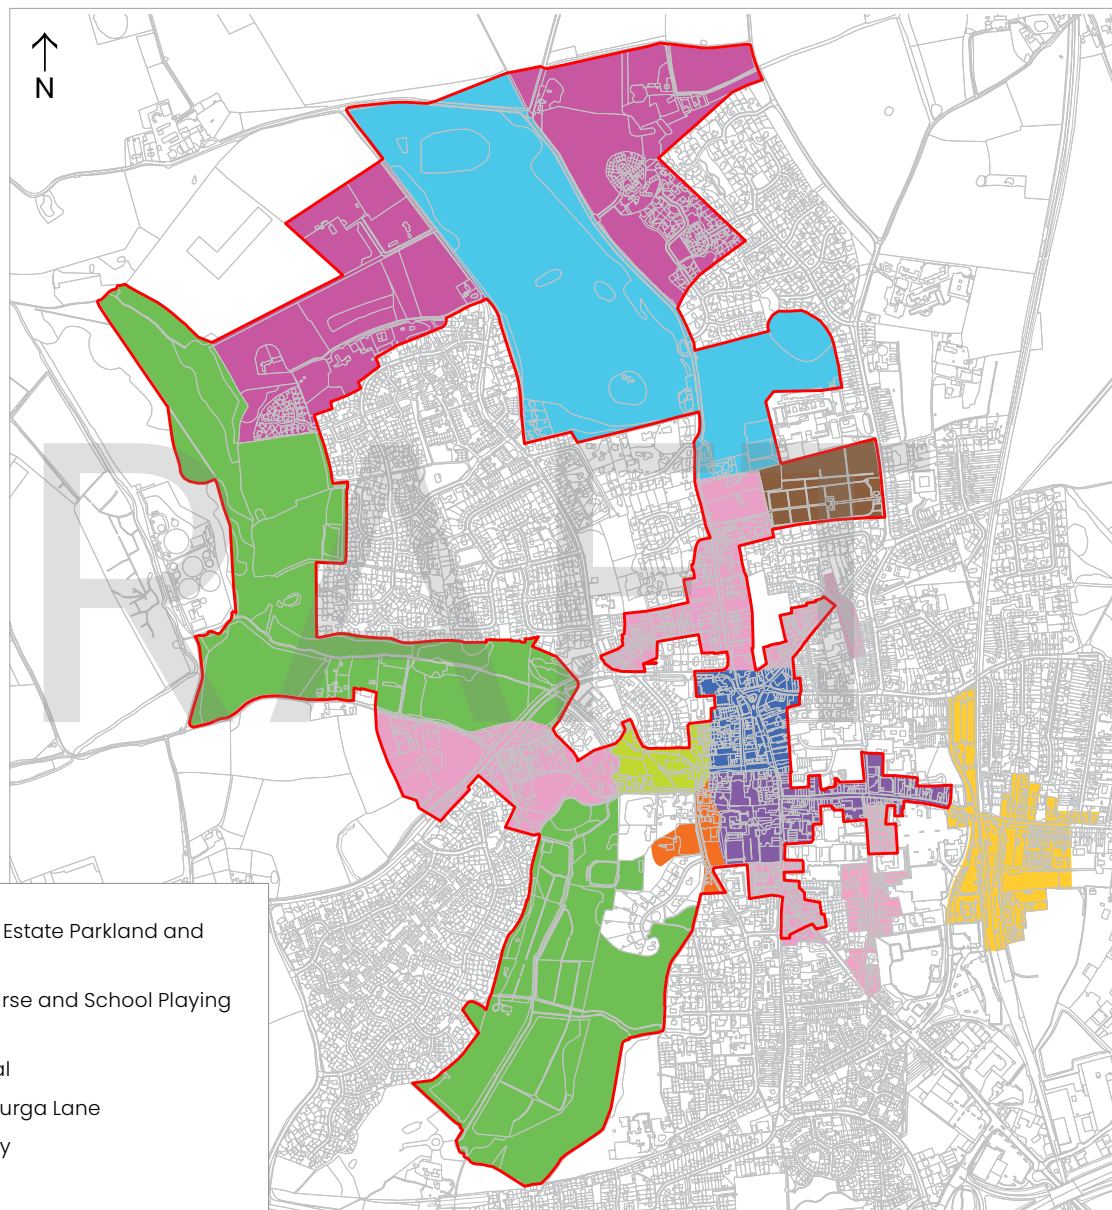 N
Estate Parkland and
rse and School Playing
al
urga Lane
y